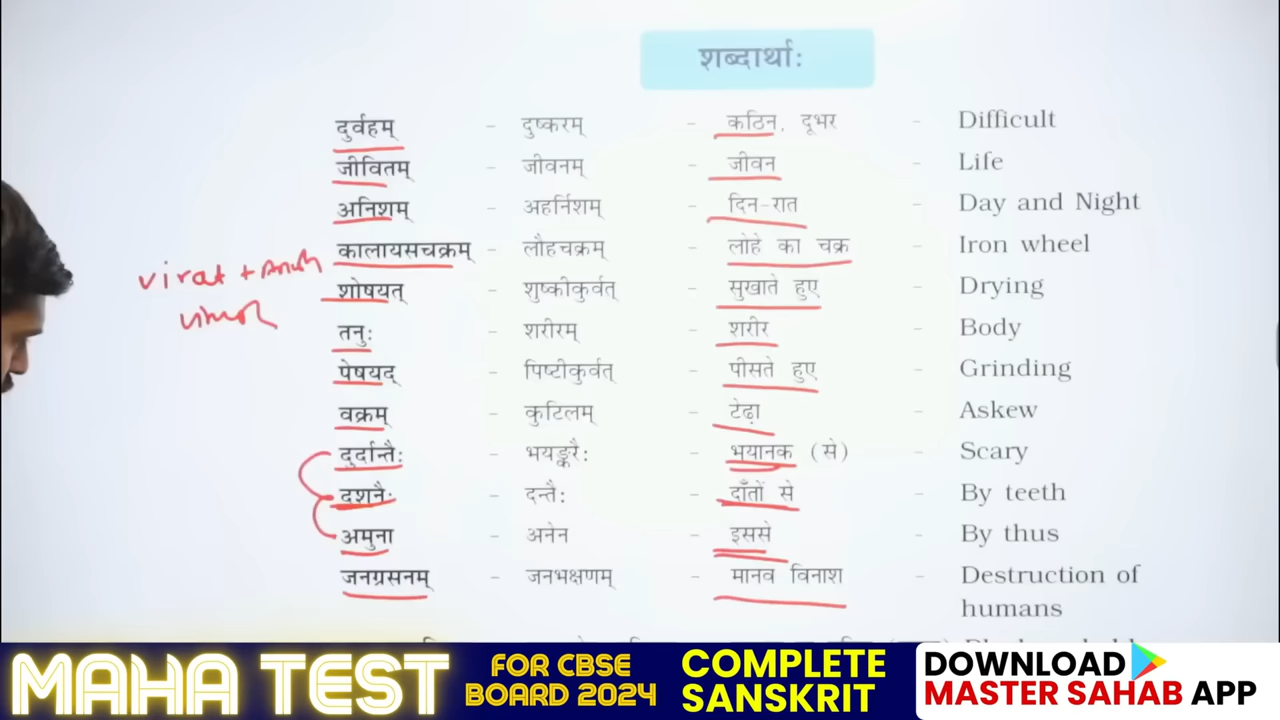 शब्दार्थाः
दुर्वहम् - दुष्करम् - कठिन, दूभर - Difficult
जीवितम् - जीवनम् - जीवन - Life
अनिशम् - अहर्निशम् - दिन-रात - Day and Night
कालायसचक्रम् - लौहचक्रम् - लोहे का चक्र - Iron wheel
virat +
शोषयत् - शुष्कीकुर्वत् - सुखाते हुए - Drying
तनुः - शरीरम् - शरीर - Body
पेषयद् - पिष्टीकुर्वत् - पीसते हुए - Grinding
वक्रम् - कुटिलम् - टेढ़ा - Askew
दुर्दान्तैः - भयङ्करैः - भयानक (से) - Scary
दशनैः - दन्तैः - दाँतों से - By teeth
अमुना - अनेन - इससे - By thus
जनग्रसनम् - जनभक्षणम् - मानव विनाश - Destruction of
humans
MAHA TEST FOR CBSE BOARD 2024 COMPLETE SANSKRIT DOWNLOAD MASTER SAHAB APP